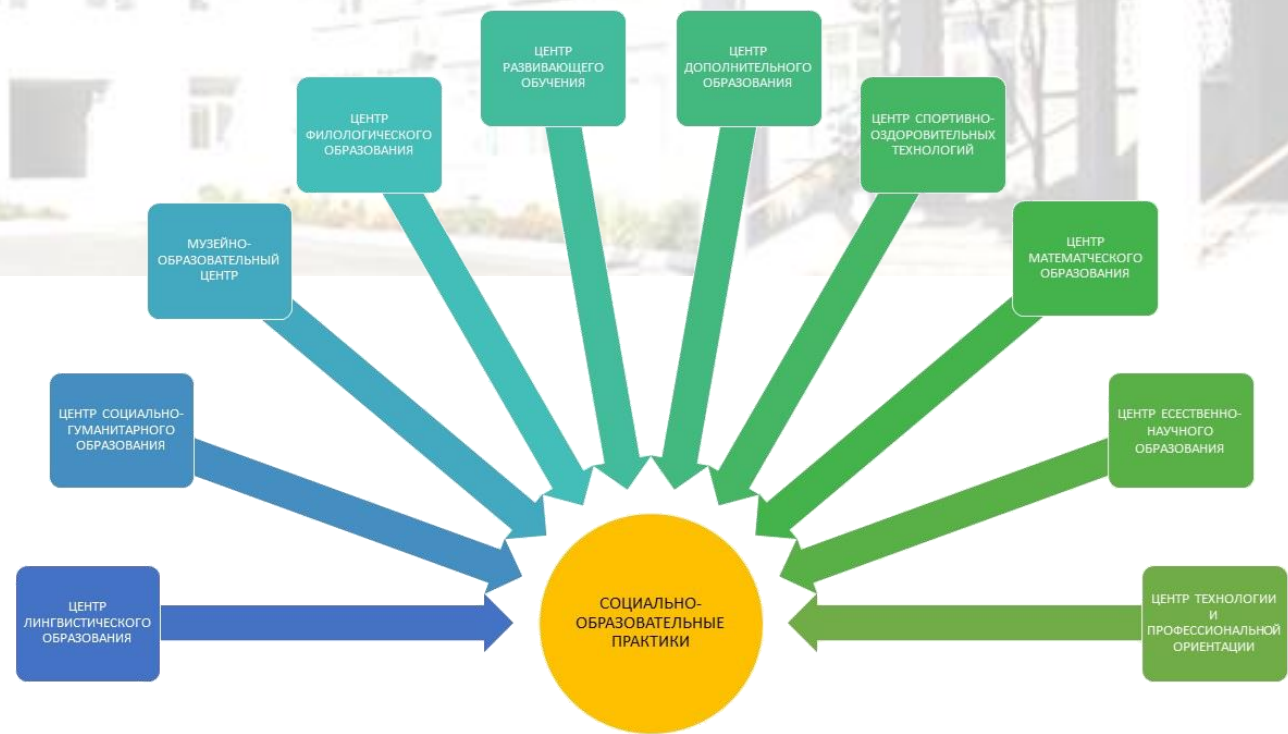 ЦЕНТР
РАЗВИВАЮЩЕГО
ОБУЧЕНИЯ
ЦЕНТР
ДОПОЛНИТЕЛЬНОГО
ОБРАЗОВАНИЯ
ЦЕНТР
ФИЛОЛОГИЧЕСКОГО
ОБРАЗОВАНИЯ
ЦЕНТР СПОРТИВНО-
ОЗДОРОВИТЕЛЬНЫХ
ТЕХНОЛОГИЙ
МУЗЕЙНО-
ОБРАЗОВАТЕЛЬНЫЙ
ЦЕНТР
ЦЕНТР
МАТЕМАТЧЕСКОГО
ОБРАЗОВАНИЯ
ЦЕНТР СОЦИАЛЬНО-
ГУМАНИТАРНОГО
ОБРАЗОВАНИЯ
ЦЕНТР ЕСЕСТВЕННО-
НАУЧНОГО
ОБРАЗОВАНИЯ
ЦЕНТР
ЛИНГВИСТИЧЕСКОГО
ОБРАЗОВАНИЯ
СОЦИАЛЬНО-
ОБРАЗОВАТЕЛЬНЫЕ
ПРАКТИКИ
ЦЕНТР ТЕХНОЛОГИИ
И
ПРОФЕССИОНАЛЬНОЙ
ОРИЕНТАЦИИ